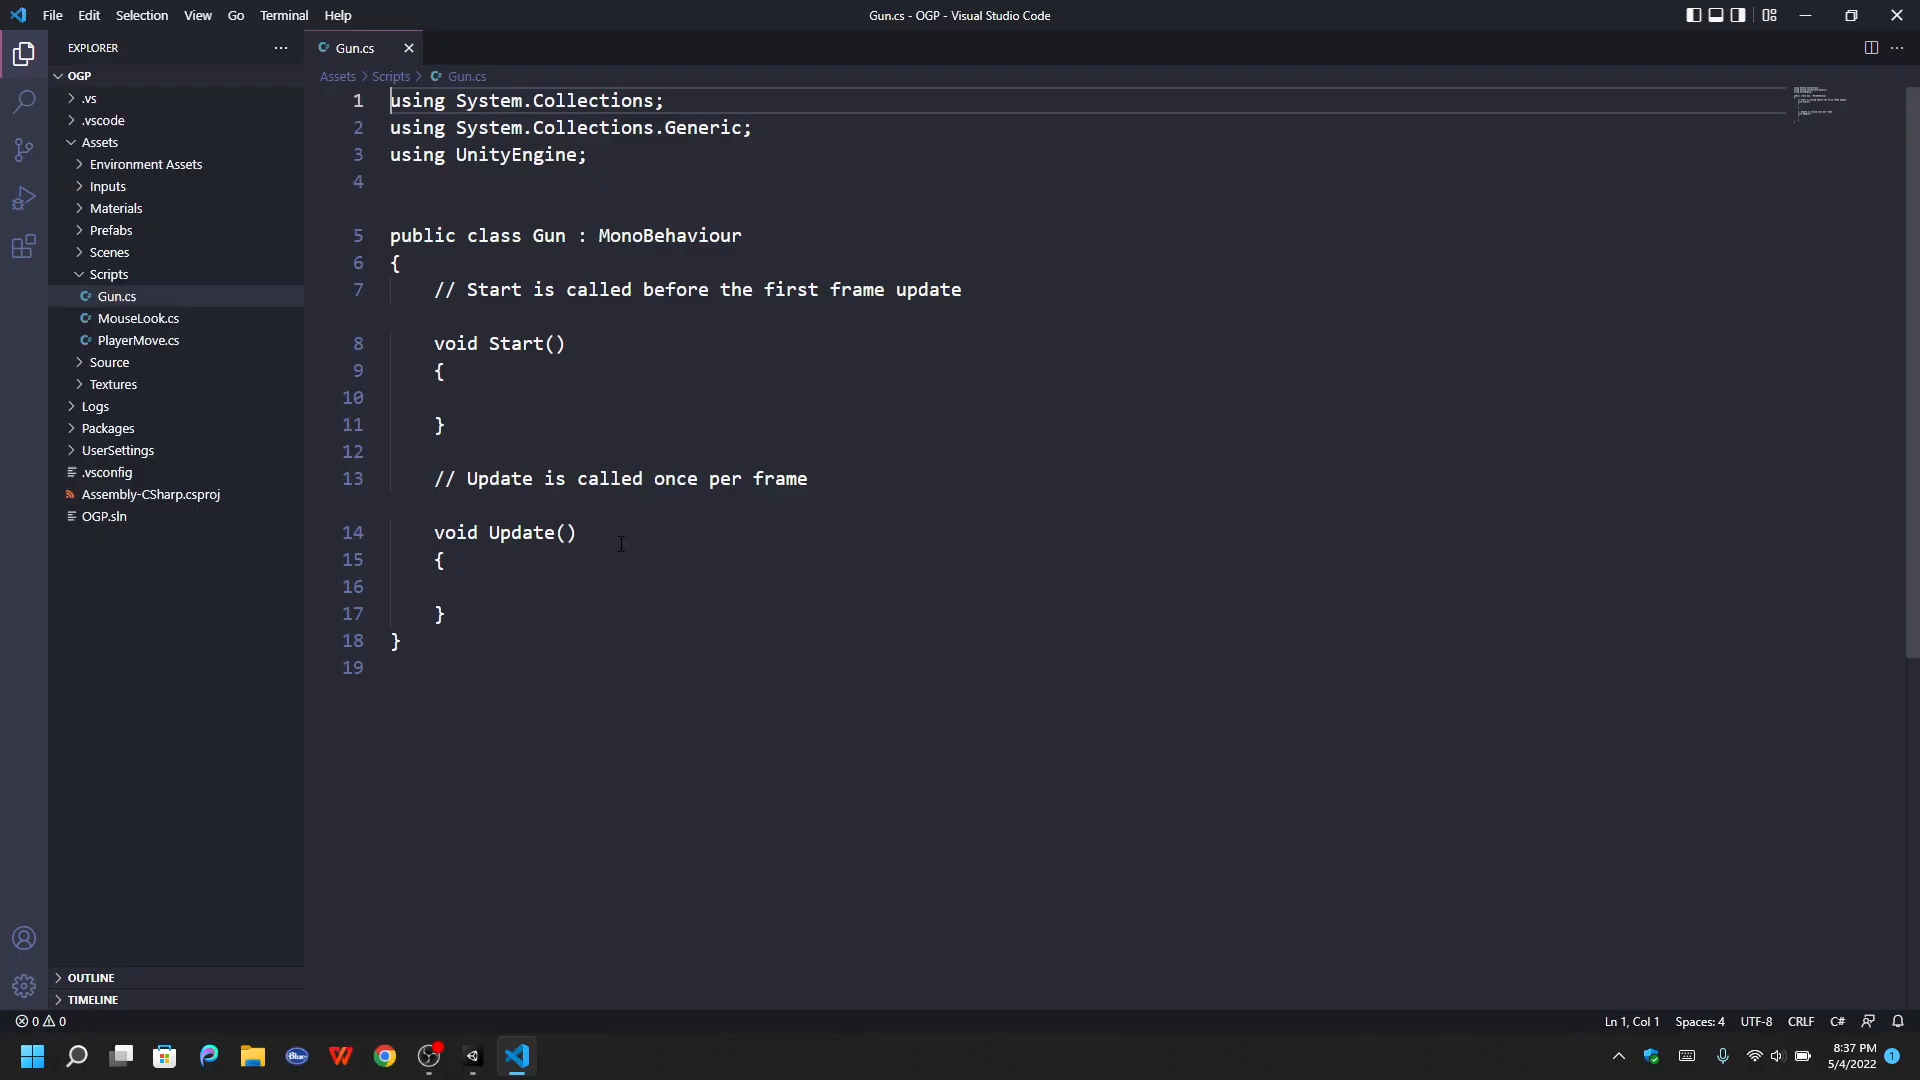 File Edit Selection View Go Terminal Help
Gun.cs - OGP - Visual Studio Code
EXPLORER
OGP
.vs
.vscode
Assets
Environment Assets
Inputs
Materials
Prefabs
Scenes
Scripts
Gun.cs
MouseLook.cs
PlayerMove.cs
Source
Textures
Logs
Packages
UserSettings
.vsconfig
Assembly-CSharp.csproj
OGP.sln
OUTLINE
TIMELINE
Gun.cs
Assets > Scripts > Gun.cs
1 using System.Collections;
2 using System.Collections.Generic;
3 using UnityEngine;
4
5 public class Gun : MonoBehaviour
6 {
7 // Start is called before the first frame update
8 void Start()
9 {
10
11 }
12
13 // Update is called once per frame
14 void Update()
15 {
16
17 }
18 }
19
0 0
Ln 1, Col 1 Spaces: 4 UTF-8 CRLF C#
Blue
8:37 PM
5/4/2022
1